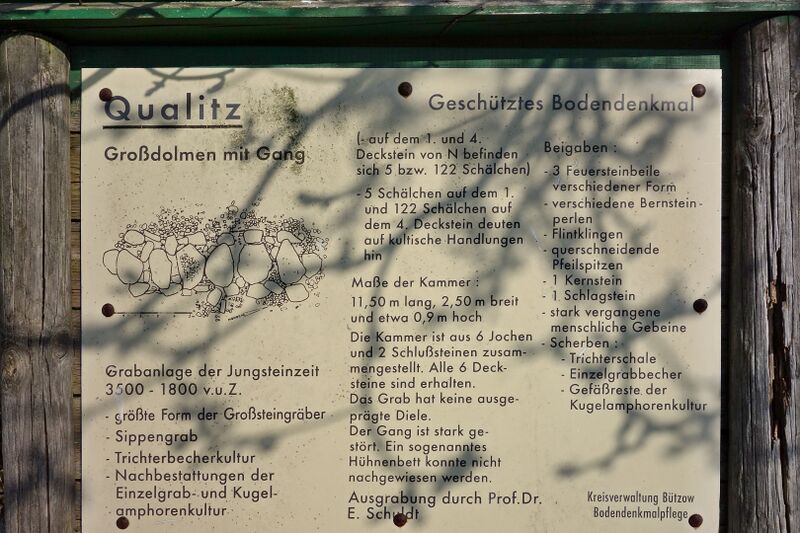 Qualitz
Großdolmen mit Gang
Grabanlage der Jungsteinzeit
3500 - 1800 v.u.Z.
- größte Form der Großsteingräber
- Sippengrab
- Trichterbecherkultur
- Nachbestattungen der
Einzelgrab- und Kugel-
amphorenkultur
Geschütztes Bodendenkmal
(- auf dem 1. und 4.
Deckstein von N befinden
sich 5 bzw. 122 Schälchen)
- 5 Schälchen auf dem 1.
und 122 Schälchen auf
dem 4. Deckstein deuten
auf kultische Handlungen
hin
Maße der Kammer :
11,50 m lang, 2,50 m breit
und etwa 0,9 m hoch
Die Kammer ist aus 6 Jochen
und 2 Schlußsteinen zusam-
mengestellt. Alle 6 Deck-
steine sind erhalten.
Das Grab hat keine ausge-
prägte Diele.
Der Gang ist stark ge-
stört. Ein sogenanntes
Hühnenbett konnte nicht
nachgewiesen werden.
Ausgrabung durch Prof. Dr.
E. Schuldt
Beigaben :
- 3 Feuersteinbeile
verschiedener Form
- verschiedene Bernstein-
perlen
- Flintklingen
- querschneidende
Pfeilspitzen
- 1 Kernstein
- 1 Schlagstein
- stark vergangene
menschliche Gebeine
- Scherben :
- Trichterschale
- Einzelgrabbecher
- Gefäßreste der
Kugelamphorenkultur
Kreisverwaltung Bützow
Bodendenkmalpflege